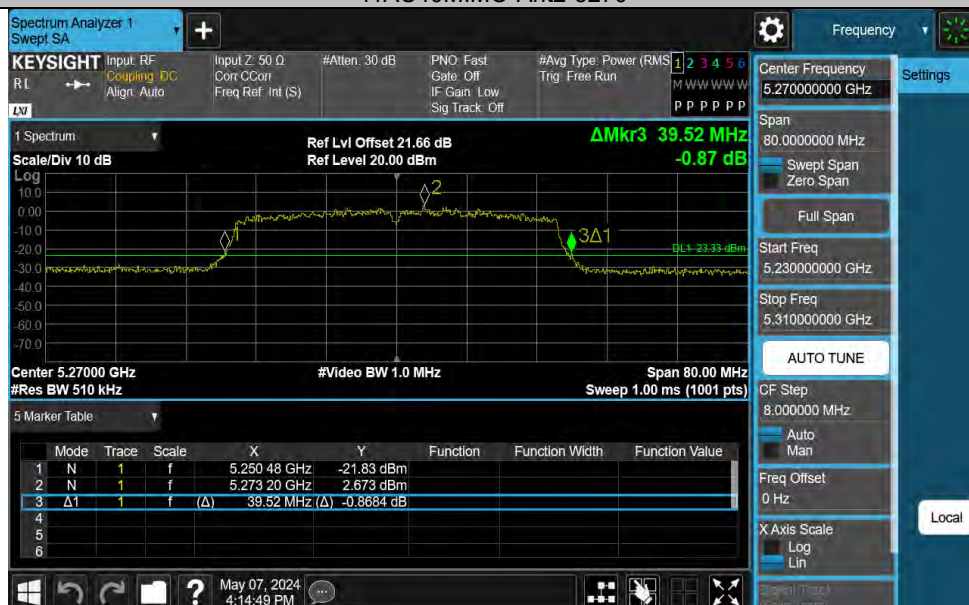 Spectrum Analyzer 1
Swept SA
Frequency
KEYSIGHT
RL
LXI
Input: RF
Coupling: DC
Align: Auto
Input Z: 50 Ω
Corr CCorr
Freq Ref: Int (S)
#Atten: 30 dB
PNO: Fast
Gate: Off
IF Gain: Low
Sig Track: Off
#Avg Type: Power (RMS
Trig: Free Run
1 2 3 4 5 6
M W W W W W
P P P P P P
1 Spectrum
Scale/Div 10 dB
Ref Lvl Offset 21.66 dB
Ref Level 20.00 dBm
ΔMkr3 39.52 MHz
-0.87 dB
Log
10.0
0.00
-10.0
-20.0
-30.0
-40.0
-50.0
-60.0
-70.0
1
2
3Δ1
DL1 -23.33 dBm
Center 5.27000 GHz
#Res BW 510 kHz
#Video BW 1.0 MHz
Span 80.00 MHz
Sweep 1.00 ms (1001 pts)
5 Marker Table
Mode Trace Scale X Y Function Function Width Function Value
1 N 1 f 5.250 48 GHz -21.83 dBm
2 N 1 f 5.273 20 GHz 2.673 dBm
3 Δ1 1 f (Δ) 39.52 MHz (Δ) -0.8684 dB
4
5
6
?
May 07, 2024
4:14:49 PM
Center Frequency
5.270000000 GHz
Span
80.0000000 MHz
Swept Span
Zero Span
Full Span
Start Freq
5.230000000 GHz
Stop Freq
5.310000000 GHz
AUTO TUNE
CF Step
8.000000 MHz
Auto
Man
Freq Offset
0 Hz
X Axis Scale
Log
Lin
Signal Track
Settings
Local